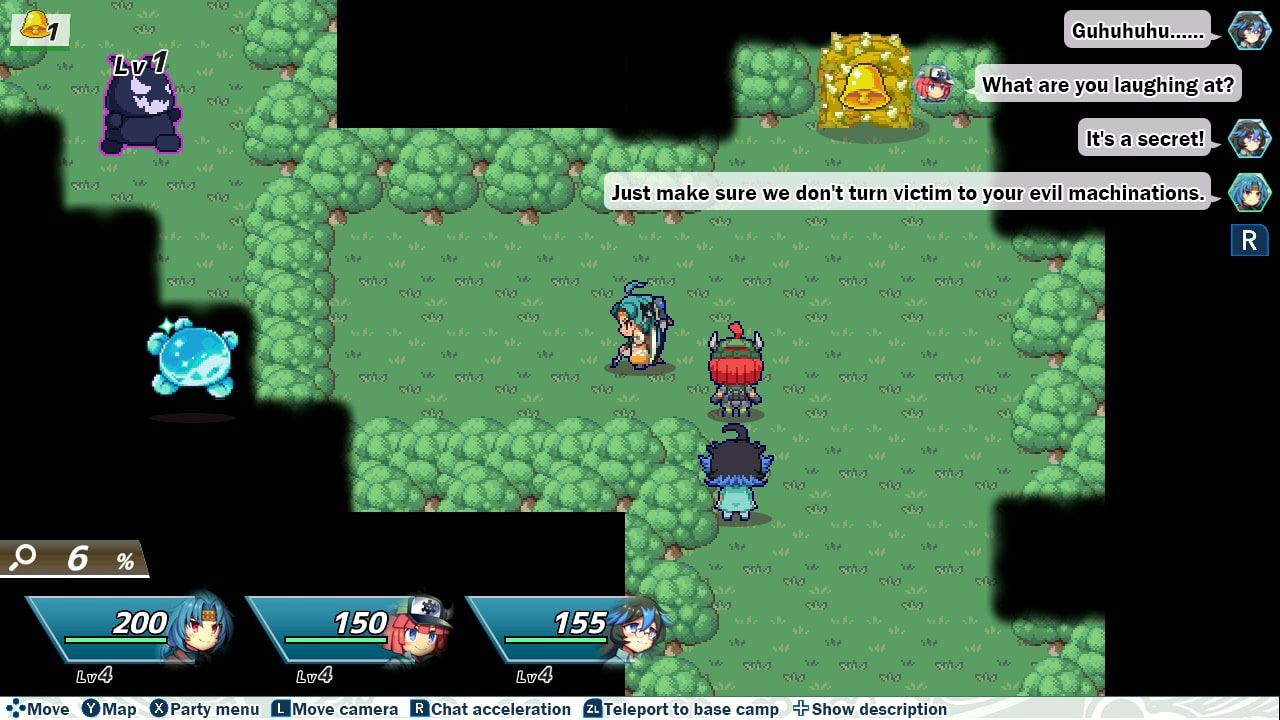 1
Lv1
Guhuhuhu......
What are you laughing at?
It's a secret!
Just make sure we don't turn victim to your evil machinations.
R
6 %
200
Lv4
150
Lv4
155
Lv4
Move Y Map X Party menu L Move camera R Chat acceleration ZL Teleport to base camp Show description